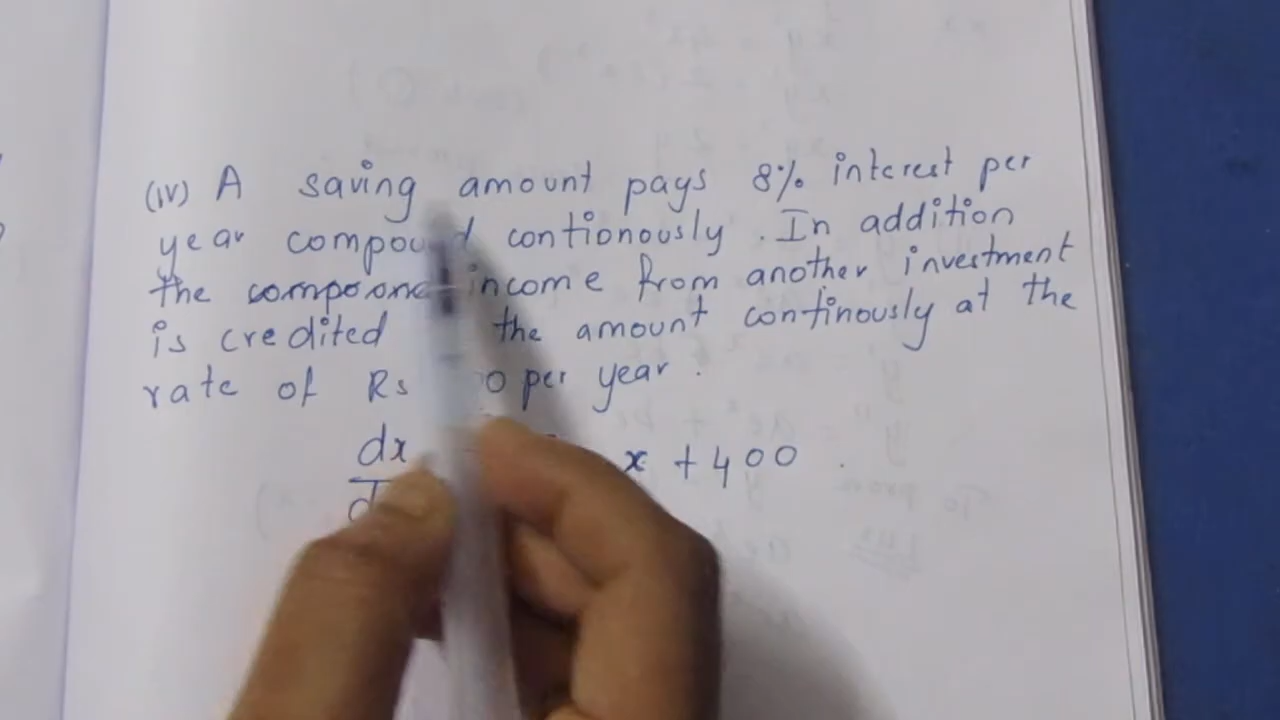 (iv) A saving amount pays 8% interest per
year compound contionously. In addition
the income from another investment
is credited the amount continously at the
rate of Rs per year.
dx x + 400